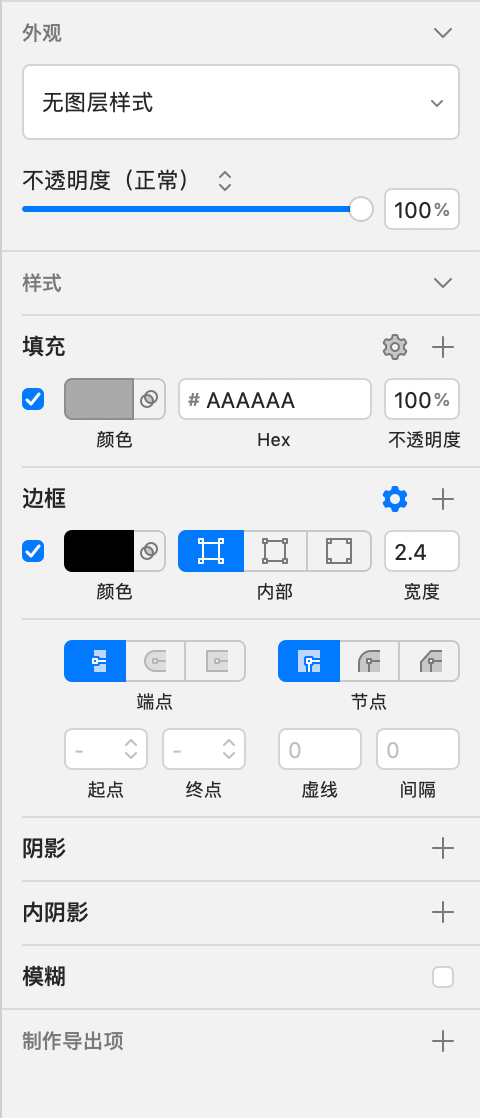 外观
无图层样式
不透明度（正常）
100%
样式
填充
# AAAAAA 100%
颜色 Hex 不透明度
边框
2.4
颜色 内部 宽度
端点 节点
- - 0 0
起点 终点 虚线 间隔
阴影
内阴影
模糊
制作导出项